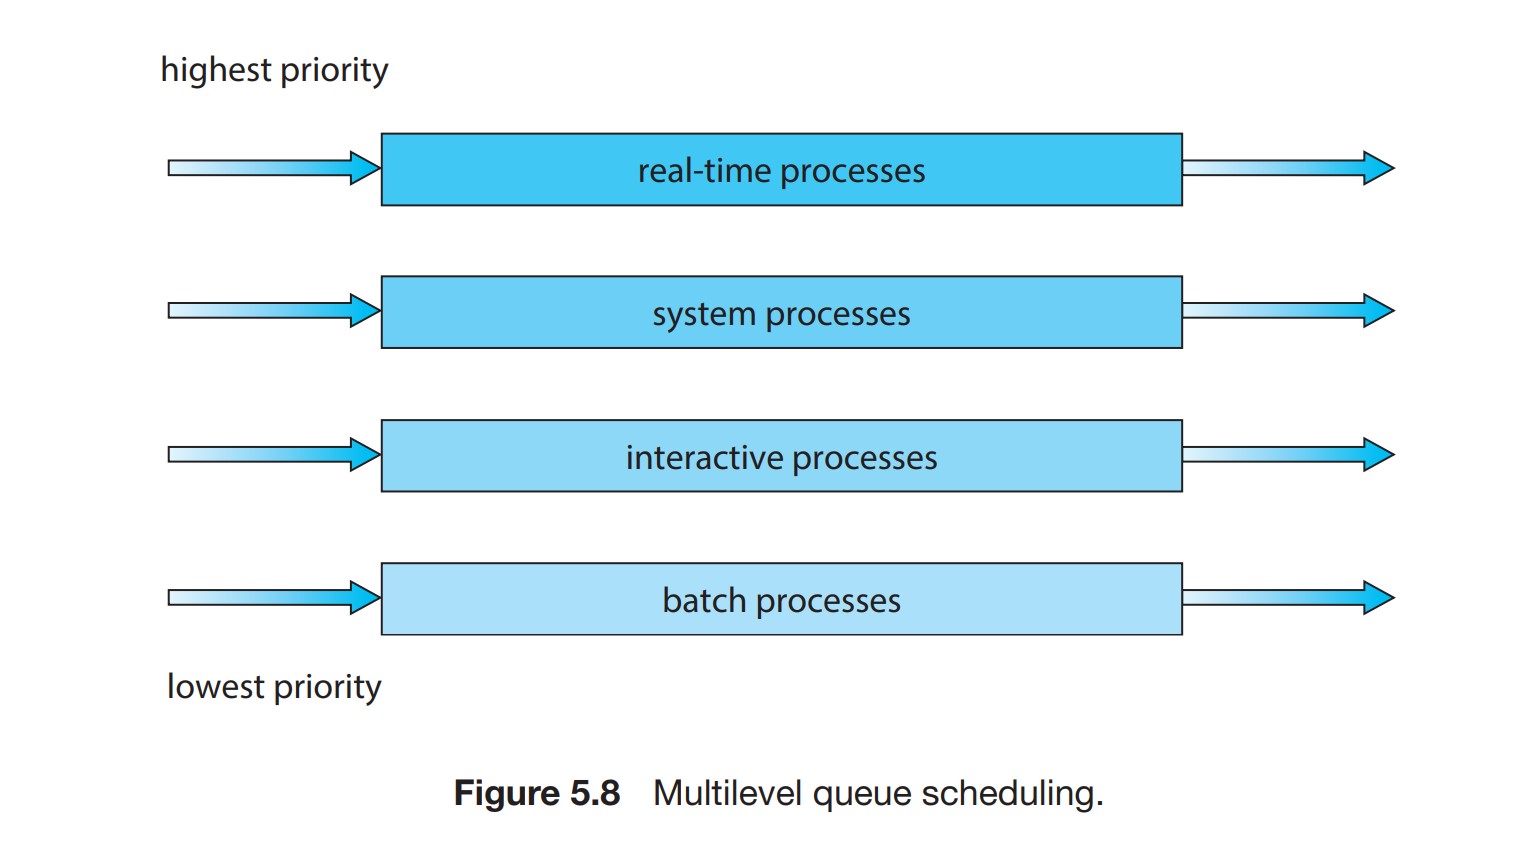 highest priority
real-time processes
system processes
interactive processes
batch processes
lowest priority
Figure 5.8 Multilevel queue scheduling.